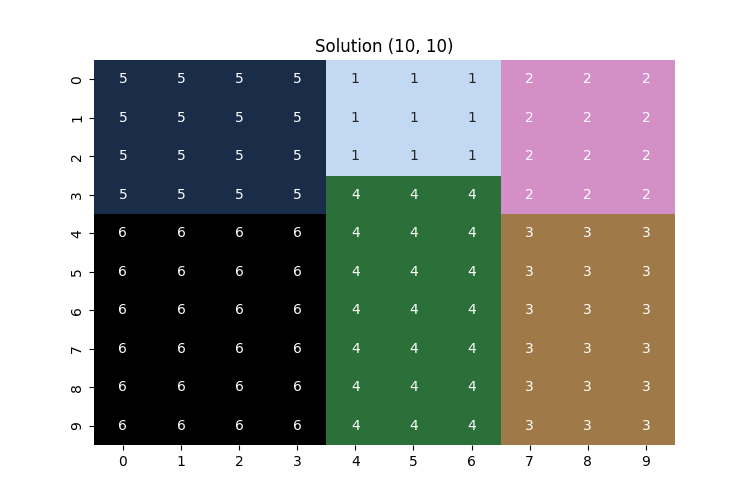 Solution (10, 10)
0 5 5 5 5 1 1 1 2 2 2
1 5 5 5 5 1 1 1 2 2 2
2 5 5 5 5 1 1 1 2 2 2
3 5 5 5 5 4 4 4 2 2 2
4 6 6 6 6 4 4 4 3 3 3
5 6 6 6 6 4 4 4 3 3 3
6 6 6 6 6 4 4 4 3 3 3
7 6 6 6 6 4 4 4 3 3 3
8 6 6 6 6 4 4 4 3 3 3
9 6 6 6 6 4 4 4 3 3 3
0 1 2 3 4 5 6 7 8 9